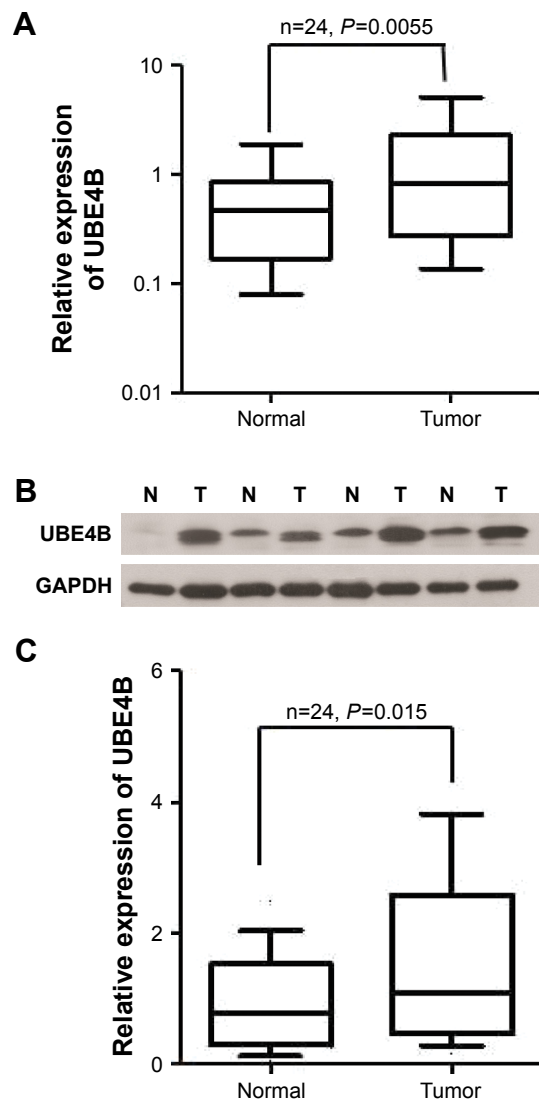 A
n=24, P=0.0055
Relative expression
of UBE4B
10
1
0.1
0.01
Normal Tumor
B
N T N T N T N T
UBE4B
GAPDH
C
n=24, P=0.015
Relative expression of UBE4B
6
4
2
0
Normal Tumor